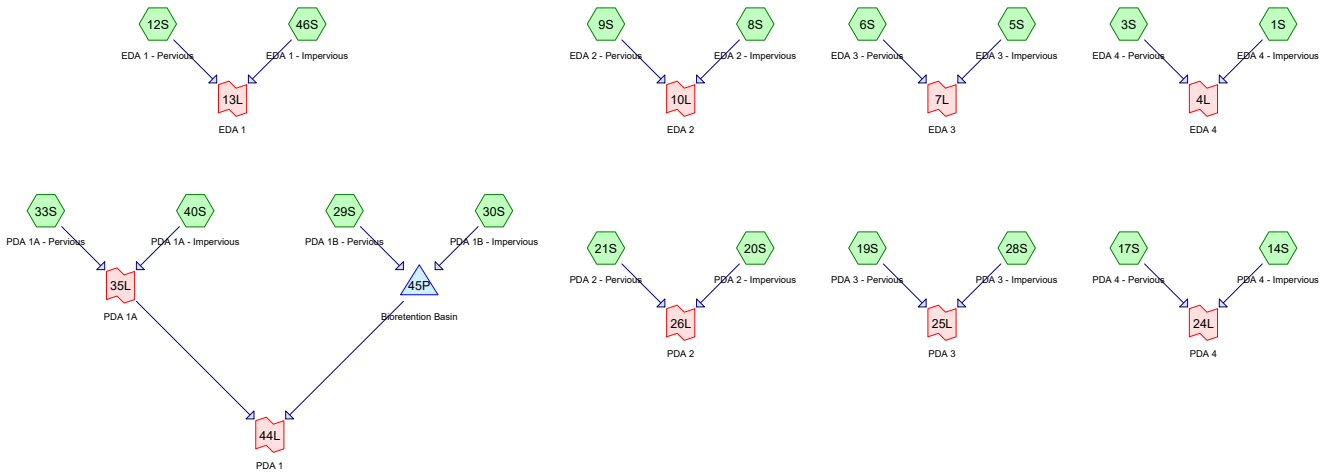 12S
46S
9S
8S
6S
5S
3S
1S
EDA 1 - Pervious
EDA 1 - Impervious
EDA 2 - Pervious
EDA 2 - Impervious
EDA 3 - Pervious
EDA 3 - Impervious
EDA 4 - Pervious
EDA 4 - Impervious
13L
10L
7L
4L
EDA 1
EDA 2
EDA 3
EDA 4
33S
40S
29S
30S
PDA 1A - Pervious
PDA 1A - Impervious
PDA 1B - Pervious
PDA 1B - Impervious
21S
20S
19S
28S
17S
14S
PDA 2 - Pervious
PDA 2 - Impervious
PDA 3 - Pervious
PDA 3 - Impervious
PDA 4 - Pervious
PDA 4 - Impervious
35L
45P
PDA 1A
Bioretention Basin
26L
25L
24L
PDA 2
PDA 3
PDA 4
44L
PDA 1